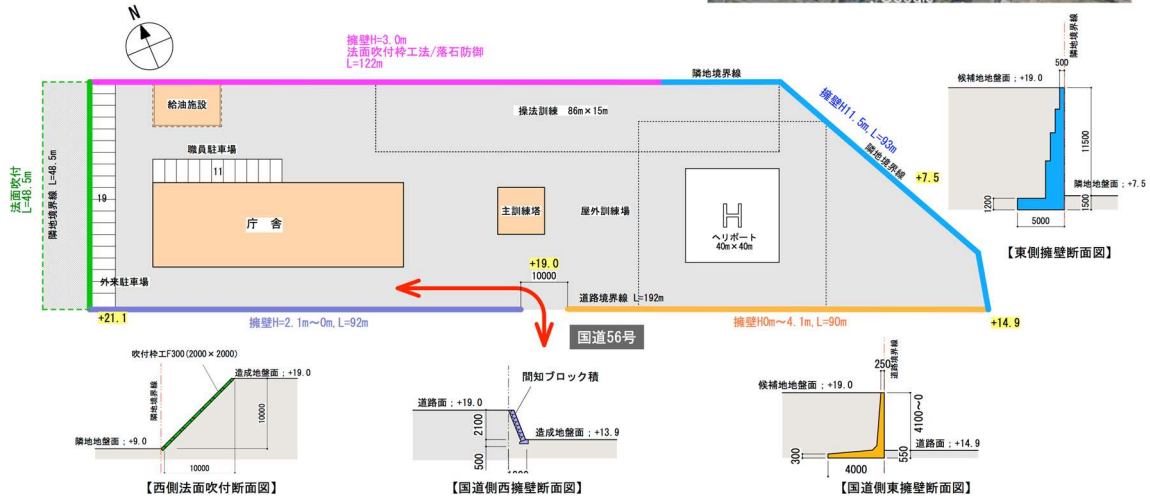 Google
N
擁壁H=3.0m
法面吹付枠工法/落石防御
L=122m
隣地境界線
給油施設
操法訓練 86m×15m
擁壁H11.5m,L=93m
隣地境界線
+7.5
法面吹付
L=48.5m
隣地境界線 L=48.5m
職員駐車場
11
19
庁 舎
主訓練塔
屋外訓練場
H
ヘリポート
40m×40m
外来駐車場
+19.0
10000
道路境界線 L=192m
+21.1
擁壁H=2.1m～0m,L=92m
国道56号
擁壁H0m～4.1m,L=90m
+14.9
隣地境界線
500
候補地地盤面；+19.0
11500
隣地地盤面；+7.5
1200
1500
5000
【東側擁壁断面図】
吹付枠工F300(2000×2000)
隣地境界線
造成地盤面；+19.0
10000
隣地地盤面；+9.0
10000
【西側法面吹付断面図】
間知ブロック積
道路面；+19.0
2100
造成地盤面；+13.9
500
【国道側西擁壁断面図】
道路境界線
250
候補地地盤面；+19.0
4100～0
道路面；+14.9
300
550
4000
【国道側東擁壁断面図】